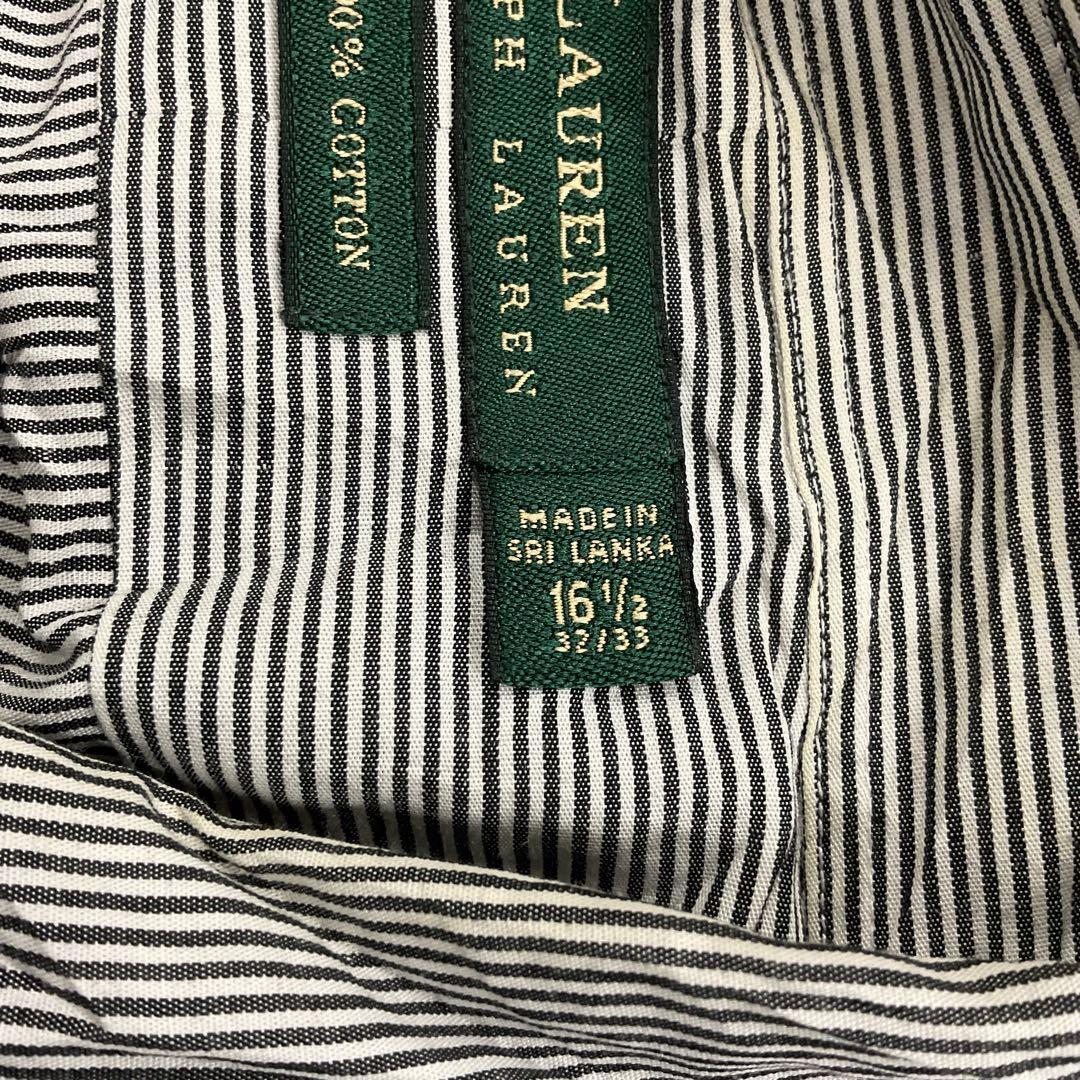 00% COTTON
LAUREN
PH LAUREN
MADE IN
SRI LANKA
16 1/2
32/33